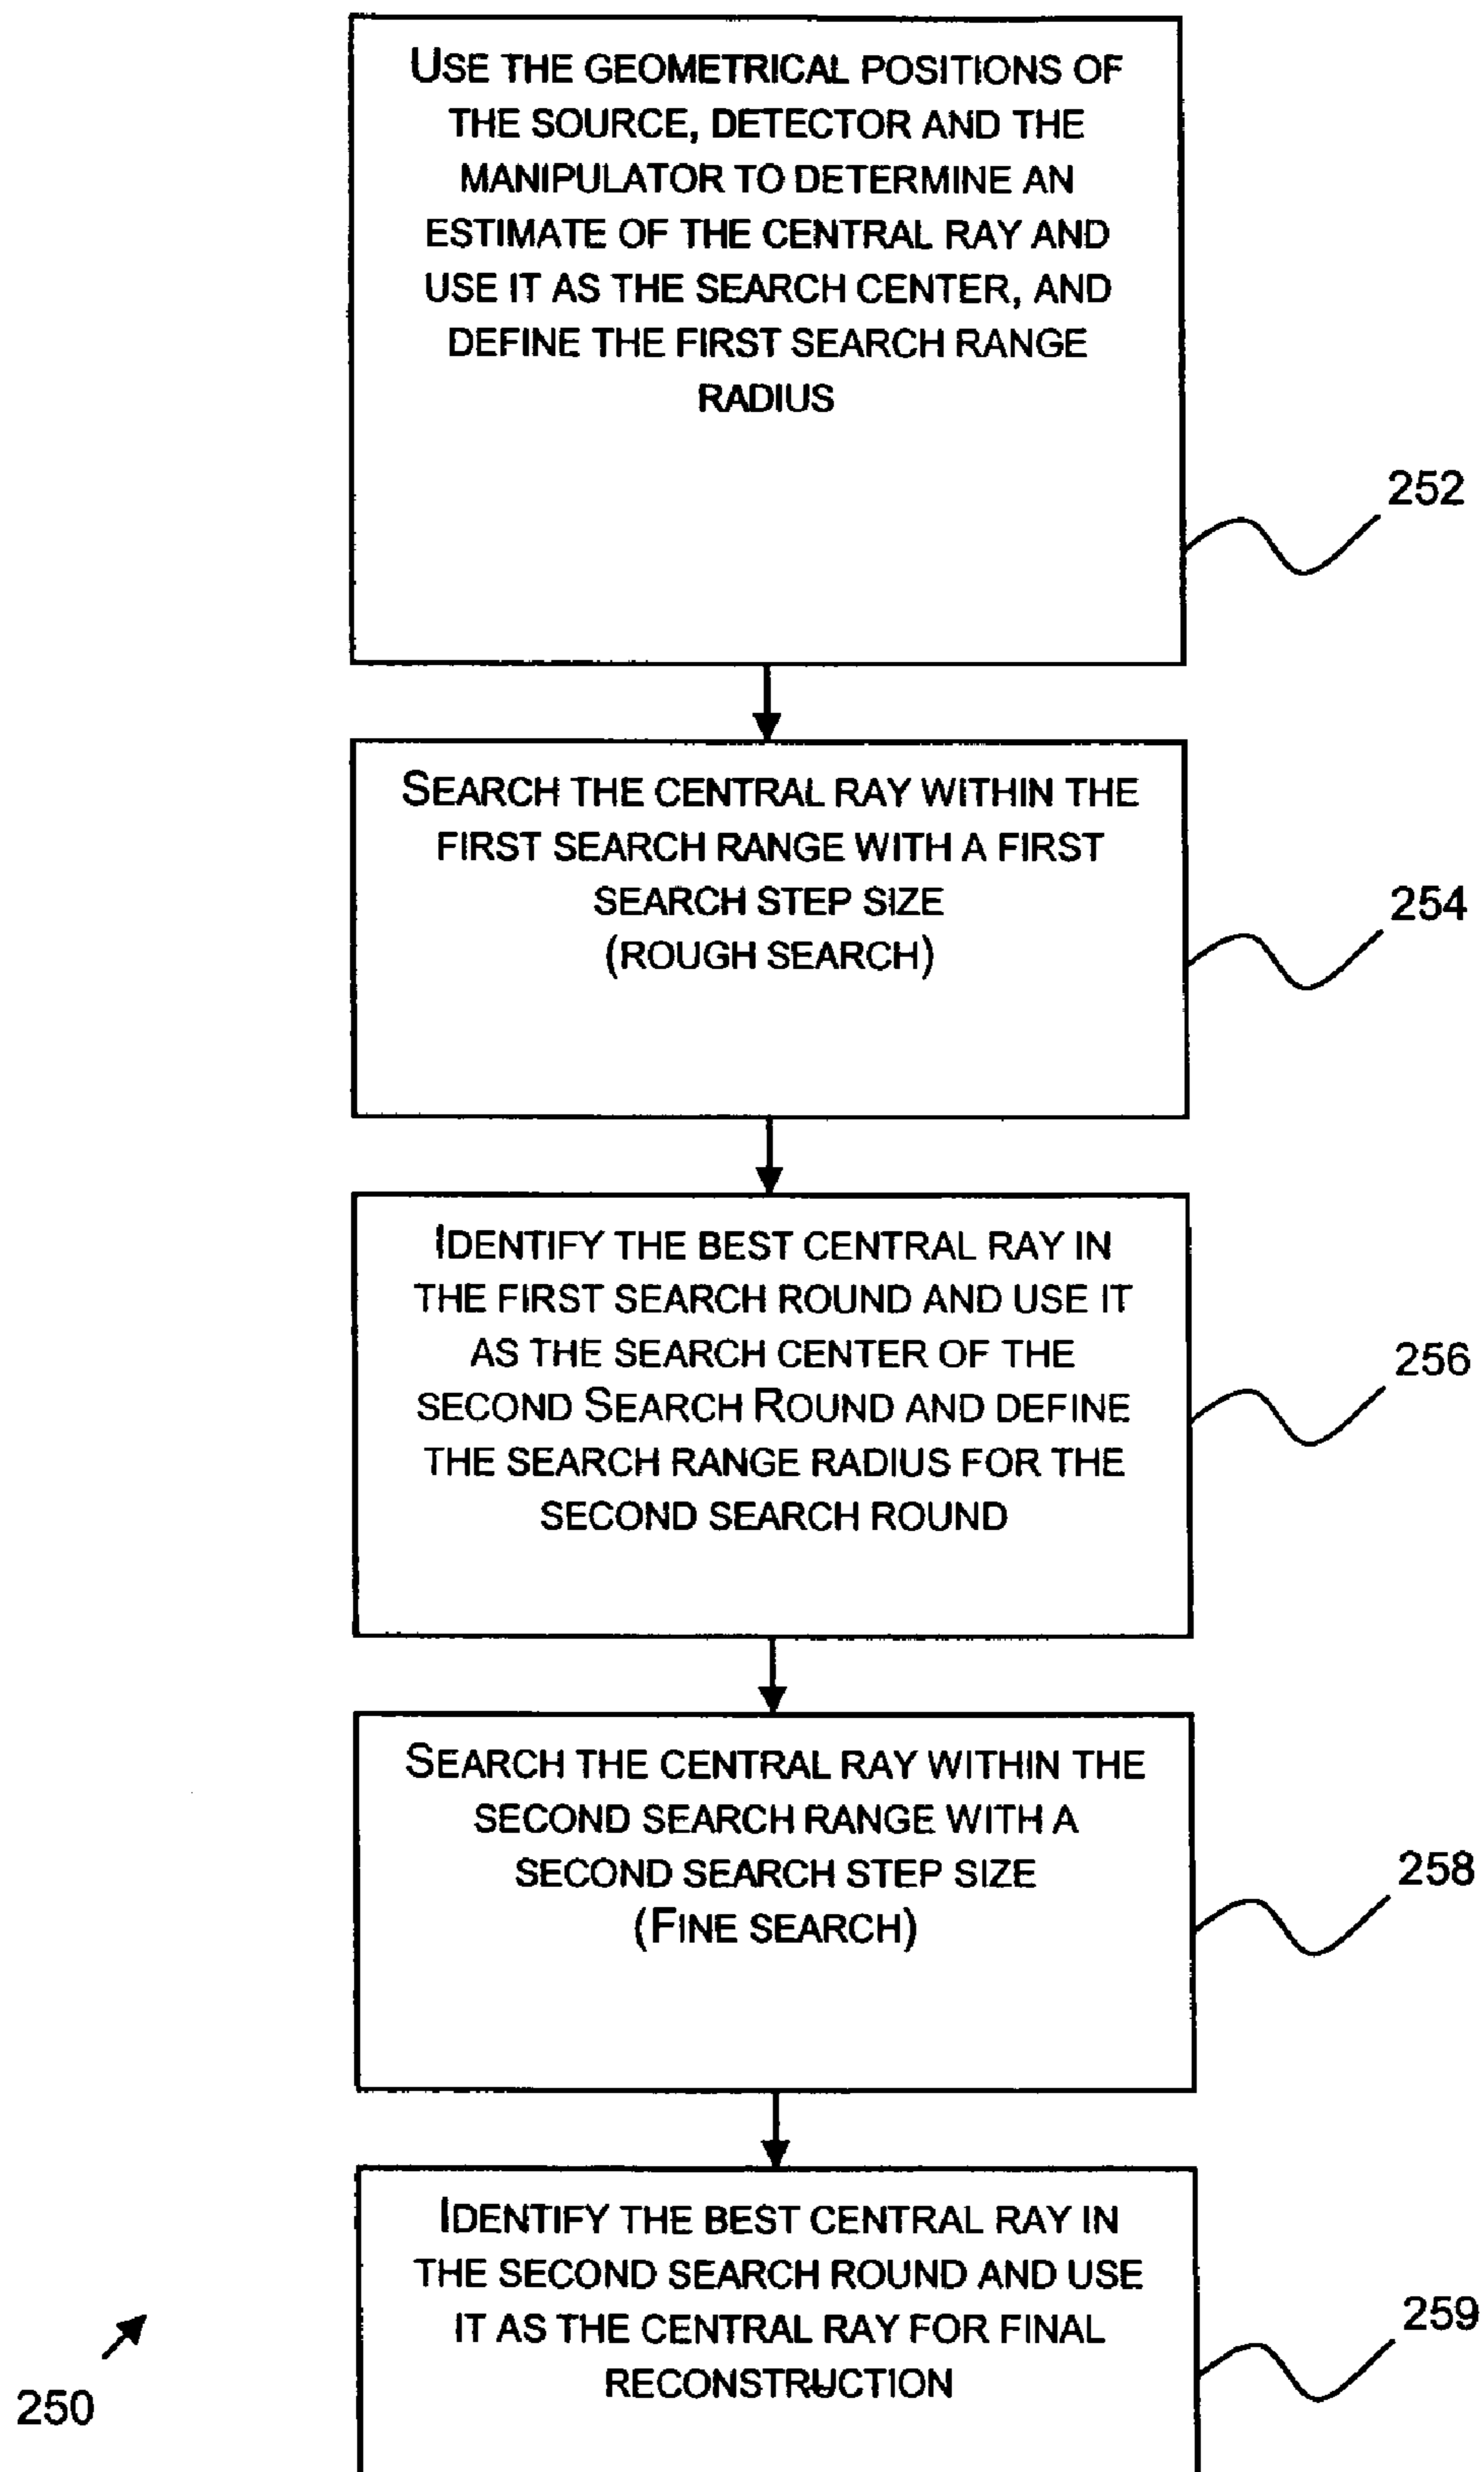 USE THE GEOMETRICAL POSITIONS OF
THE SOURCE, DETECTOR AND THE
MANIPULATOR TO DETERMINE AN
ESTIMATE OF THE CENTRAL RAY AND
USE IT AS THE SEARCH CENTER, AND
DEFINE THE FIRST SEARCH RANGE
RADIUS
252
SEARCH THE CENTRAL RAY WITHIN THE
FIRST SEARCH RANGE WITH A FIRST
SEARCH STEP SIZE
(ROUGH SEARCH)
254
IDENTIFY THE BEST CENTRAL RAY IN
THE FIRST SEARCH ROUND AND USE IT
AS THE SEARCH CENTER OF THE
SECOND SEARCH ROUND AND DEFINE
THE SEARCH RANGE RADIUS FOR THE
SECOND SEARCH ROUND
256
SEARCH THE CENTRAL RAY WITHIN THE
SECOND SEARCH RANGE WITH A
SECOND SEARCH STEP SIZE
(FINE SEARCH)
258
IDENTIFY THE BEST CENTRAL RAY IN
THE SECOND SEARCH ROUND AND USE
IT AS THE CENTRAL RAY FOR FINAL
RECONSTRUCTION
259
250